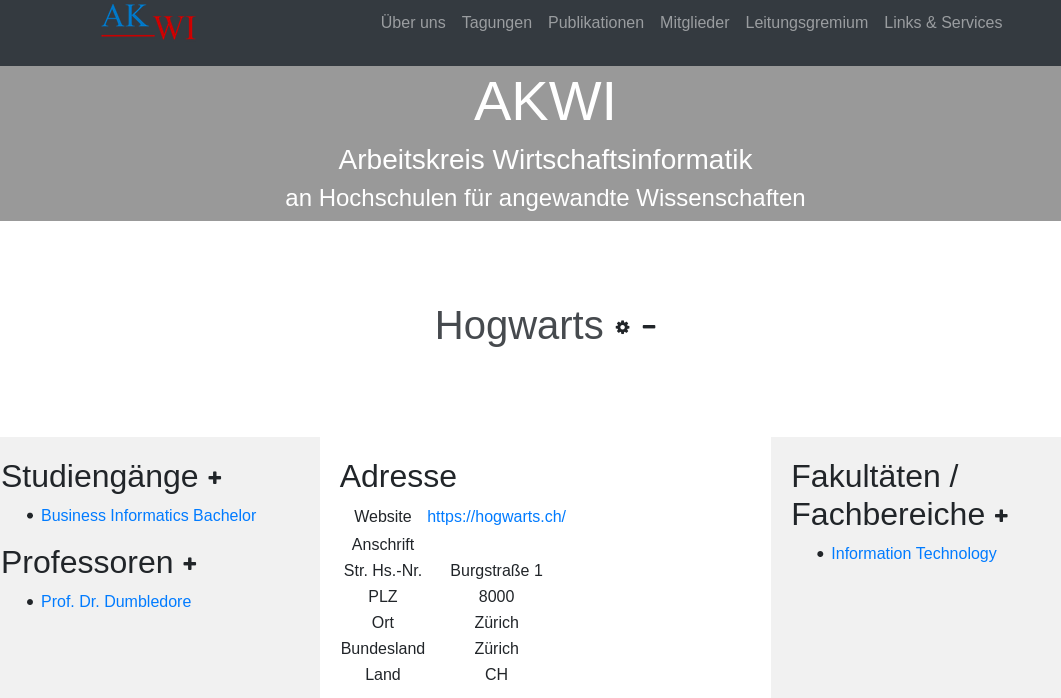 AK WI
Über uns Tagungen Publikationen Mitglieder Leitungsgremium Links & Services
AKWI
Arbeitskreis Wirtschaftsinformatik
an Hochschulen für angewandte Wissenschaften
Hogwarts
Studiengänge
Business Informatics Bachelor
Professoren
Prof. Dr. Dumbledore
Adresse
Website https://hogwarts.ch/
Anschrift
Str. Hs.-Nr. Burgstraße 1
PLZ 8000
Ort Zürich
Bundesland Zürich
Land CH
Fakultäten /
Fachbereiche
Information Technology